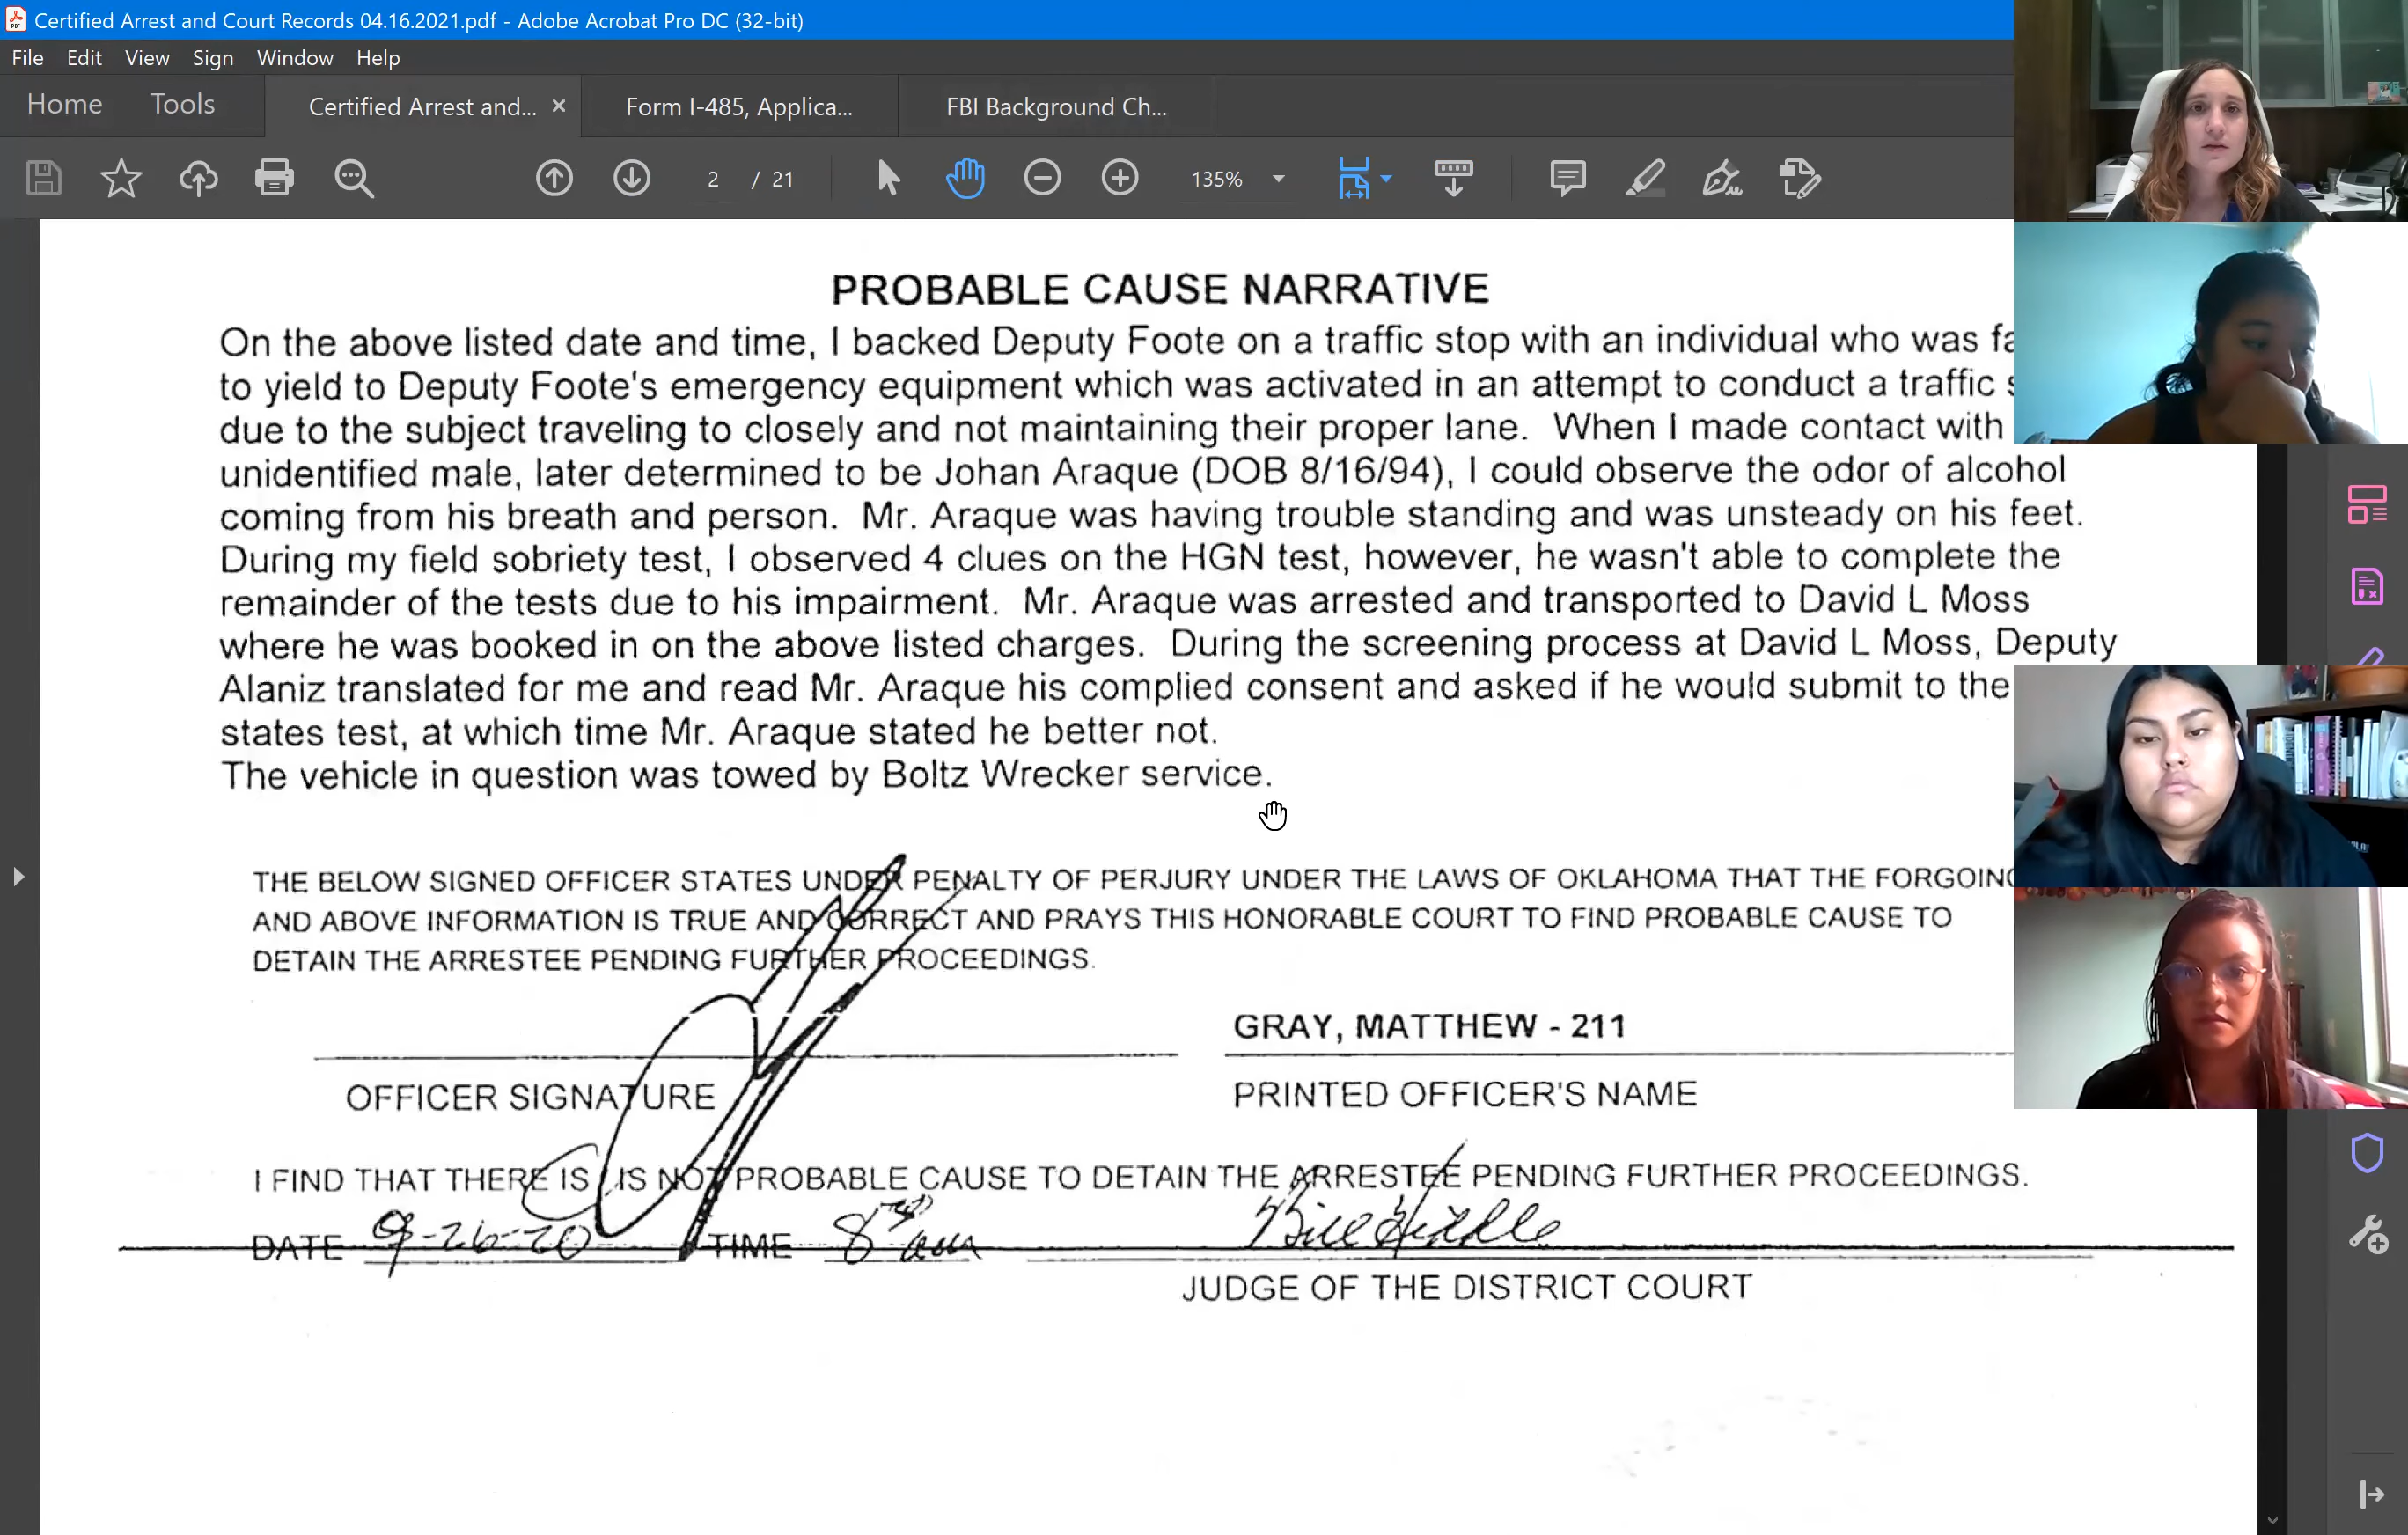 Certified Arrest and Court Records 04.16.2021.pdf - Adobe Acrobat Pro DC (32-bit)
File Edit View Sign Window Help
Home Tools Certified Arrest and... Form I-485, Applica... FBI Background Ch...
2 / 21 135%
PROBABLE CAUSE NARRATIVE
On the above listed date and time, I backed Deputy Foote on a traffic stop with an individual who was fa
to yield to Deputy Foote's emergency equipment which was activated in an attempt to conduct a traffic s
due to the subject traveling to closely and not maintaining their proper lane. When I made contact with
unidentified male, later determined to be Johan Araque (DOB 8/16/94), I could observe the odor of alcohol
coming from his breath and person. Mr. Araque was having trouble standing and was unsteady on his feet.
During my field sobriety test, I observed 4 clues on the HGN test, however, he wasn't able to complete the
remainder of the tests due to his impairment. Mr. Araque was arrested and transported to David L Moss
where he was booked in on the above listed charges. During the screening process at David L Moss, Deputy
Alaniz translated for me and read Mr. Araque his complied consent and asked if he would submit to the
states test, at which time Mr. Araque stated he better not.
The vehicle in question was towed by Boltz Wrecker service.
THE BELOW SIGNED OFFICER STATES UNDER PENALTY OF PERJURY UNDER THE LAWS OF OKLAHOMA THAT THE FORGOING
AND ABOVE INFORMATION IS TRUE AND CORRECT AND PRAYS THIS HONORABLE COURT TO FIND PROBABLE CAUSE TO
DETAIN THE ARRESTEE PENDING FURTHER PROCEEDINGS.
GRAY, MATTHEW - 211
OFFICER SIGNATURE PRINTED OFFICER'S NAME
I FIND THAT THERE IS / IS NOT PROBABLE CAUSE TO DETAIN THE ARRESTEE PENDING FURTHER PROCEEDINGS.
DATE 9-26-20 TIME 8 am Bill
JUDGE OF THE DISTRICT COURT